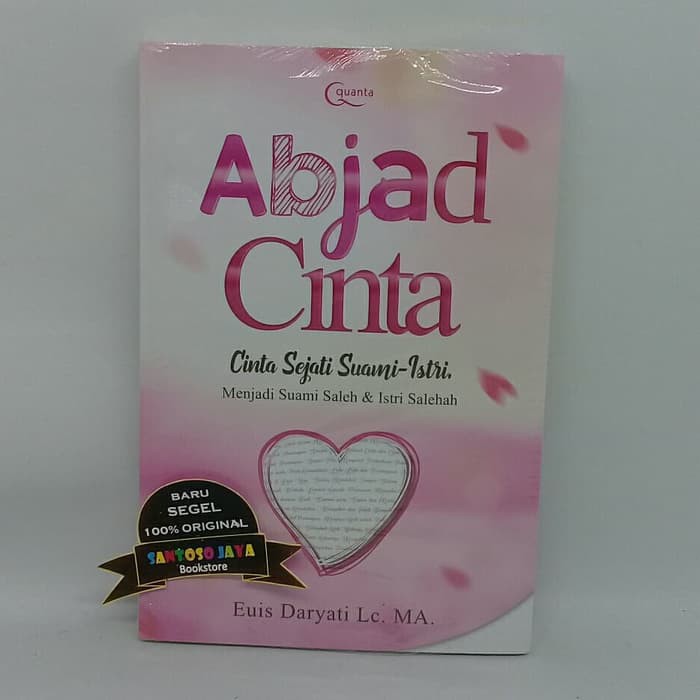 quanta
Abjad
Cinta
Cinta Sejati Suami-Istri.
Menjadi Suami Saleh & Istri Salehah
BARU
SEGEL
100% ORIGINAL
SANTOSO JAYA
Bookstore
Euis Daryati Lc. MA.